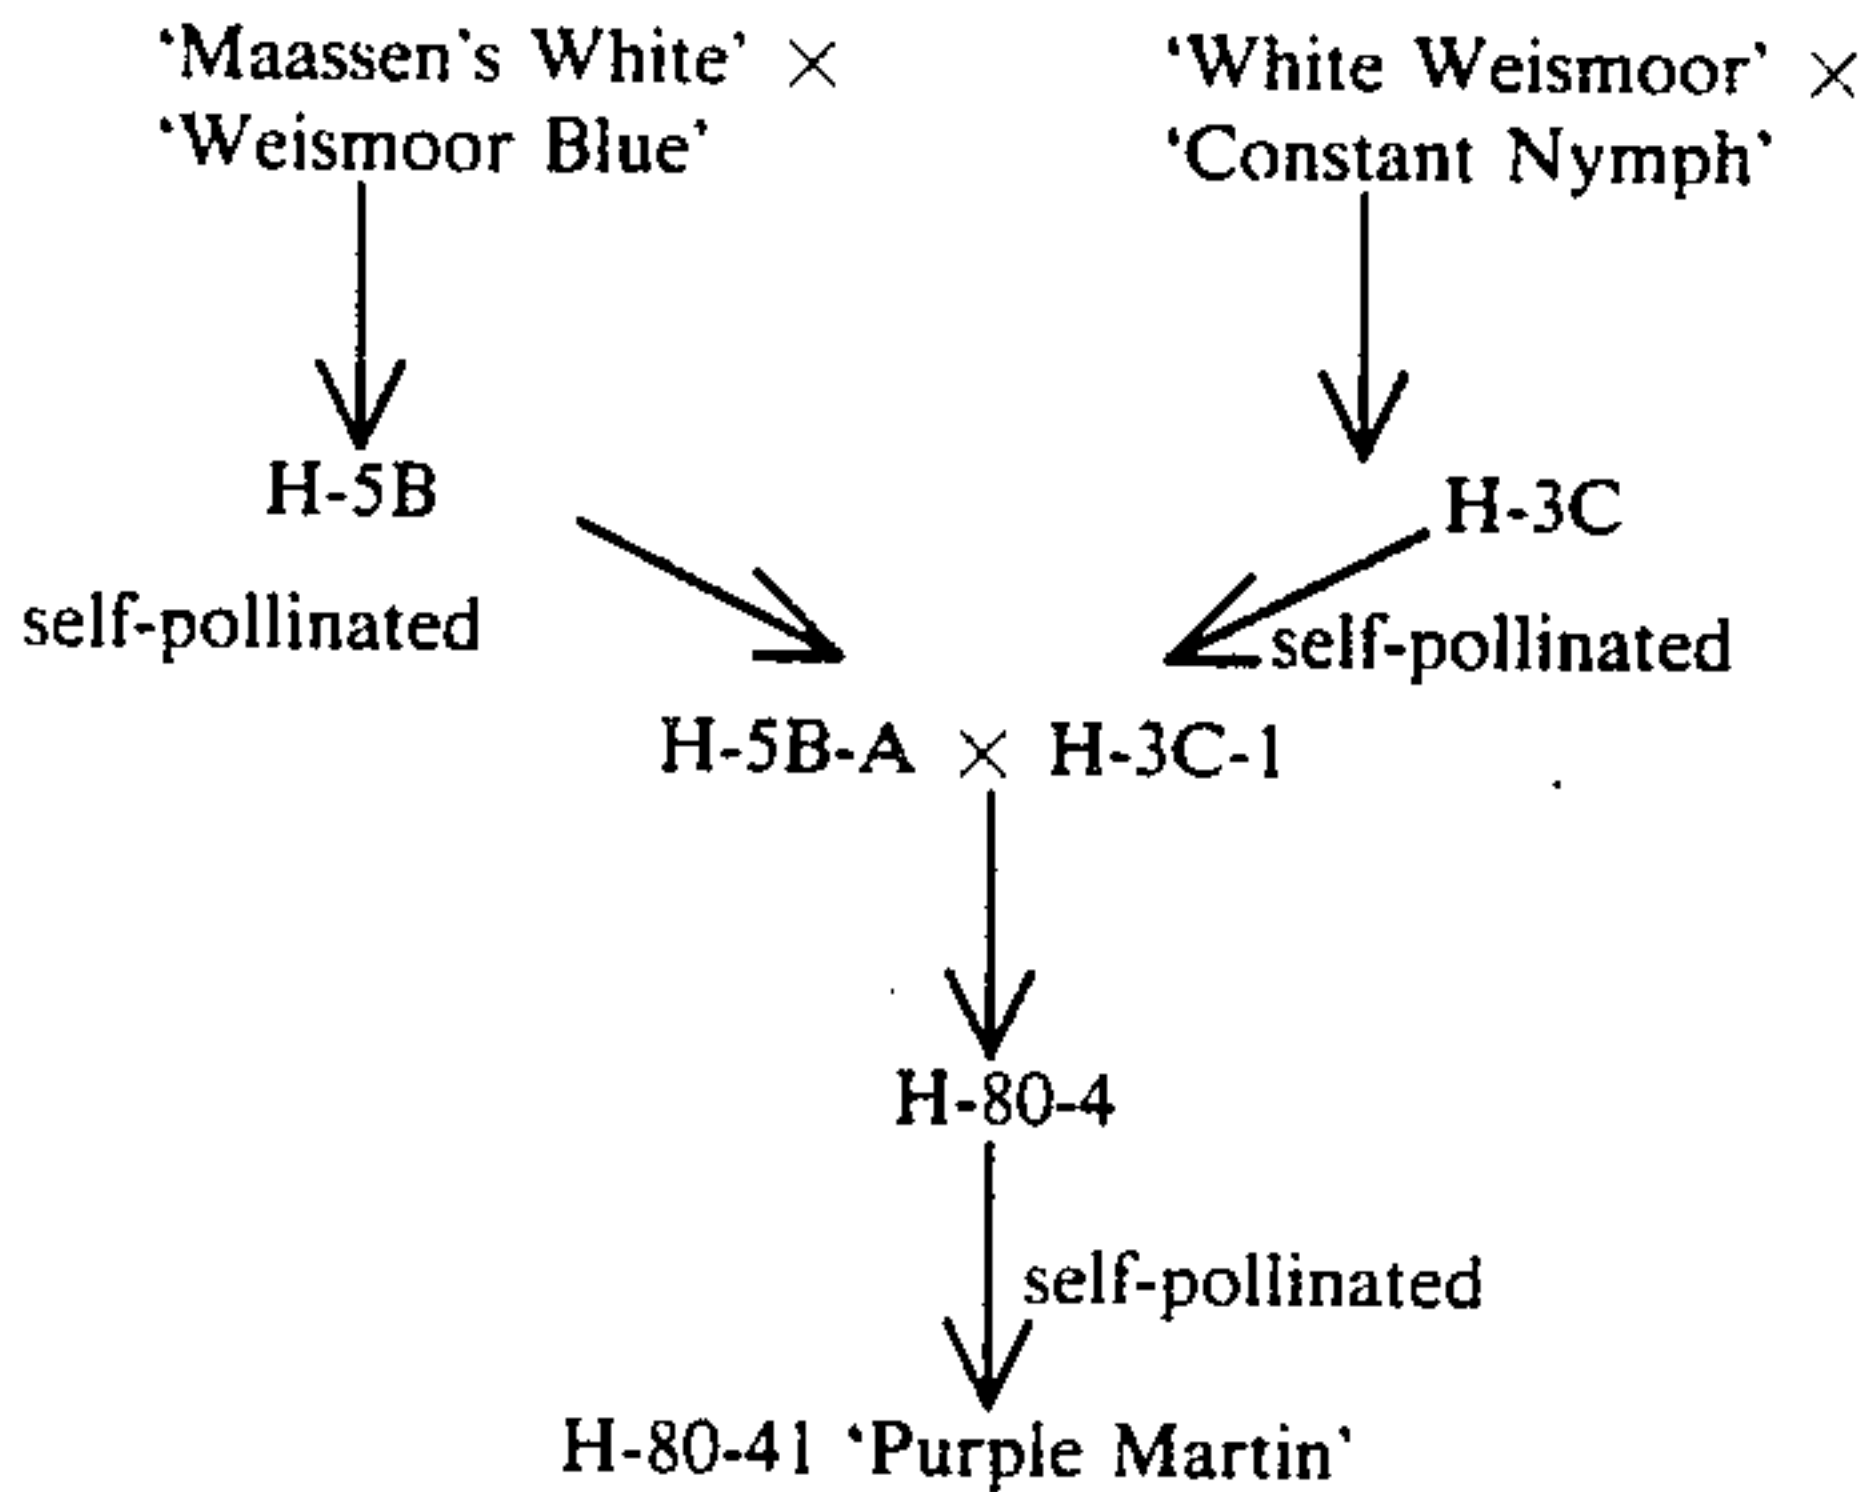 ‘Maassen's White’ ×
‘Weismoor Blue’
‘White Weismoor’ ×
‘Constant Nymph’
H-5B
H-3C
self-pollinated
self-pollinated
H-5B-A × H-3C-1
H-80-4
self-pollinated
H-80-41 ‘Purple Martin’